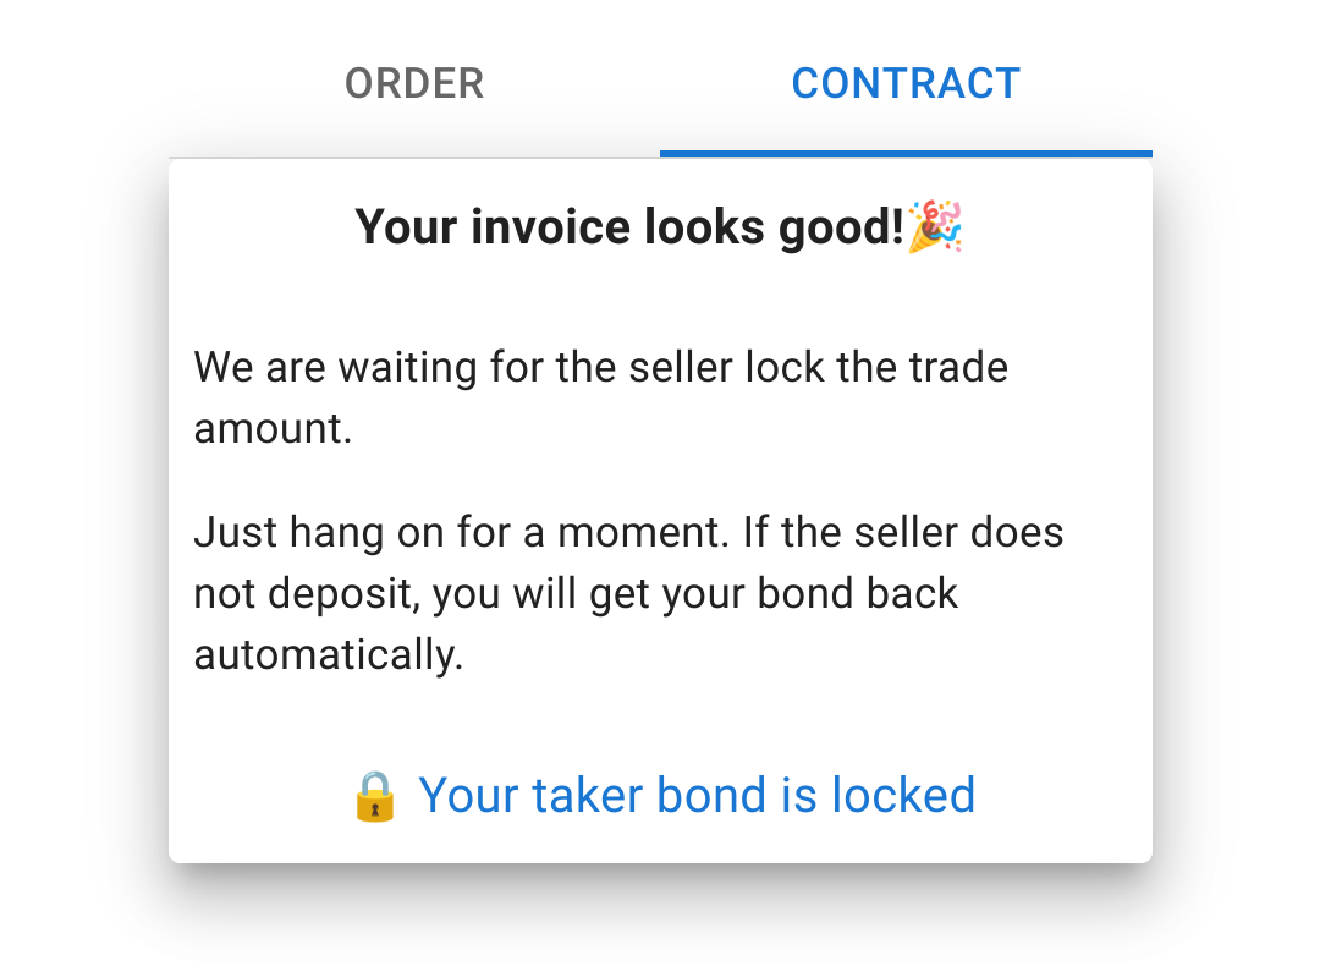 ORDER
CONTRACT
Your invoice looks good!🎉
We are waiting for the seller lock the trade
amount.
Just hang on for a moment. If the seller does
not deposit, you will get your bond back
automatically.
🔒 Your taker bond is locked